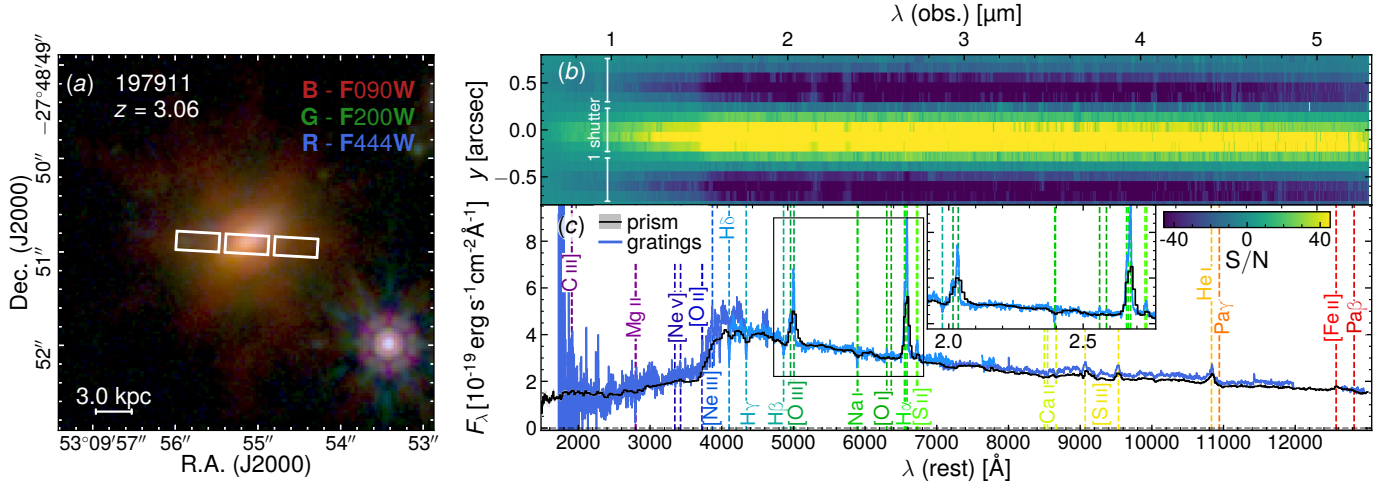 (a) 197911
z = 3.06
B - F090W
G - F200W
R - F444W
3.0 kpc
−27°48′49″
50″
51″
52″
Dec. (J2000)
53°09′57″ 56″ 55″ 54″ 53″
R.A. (J2000)
λ (obs.) [μm]
1 2 3 4 5
(b)
1 shutter
0.5
0.0
−0.5
y [arcsec]
(c)
prism
gratings
-40 0 40
S/N
2.0 2.5
C III]
Mg II
[Ne V]
[O II]
[Ne III]
Hδ
Hγ
Hβ
[O III]
Na I
[O I]
Hα
[S II]
Ca II
[S III]
He I
Paγ
[Fe II]
Paβ
8
6
4
2
0
Fλ [10⁻¹⁹ erg s⁻¹ cm⁻² Å⁻¹]
2000 3000 4000 5000 6000 7000 8000 9000 10000 11000 12000
λ (rest) [Å]